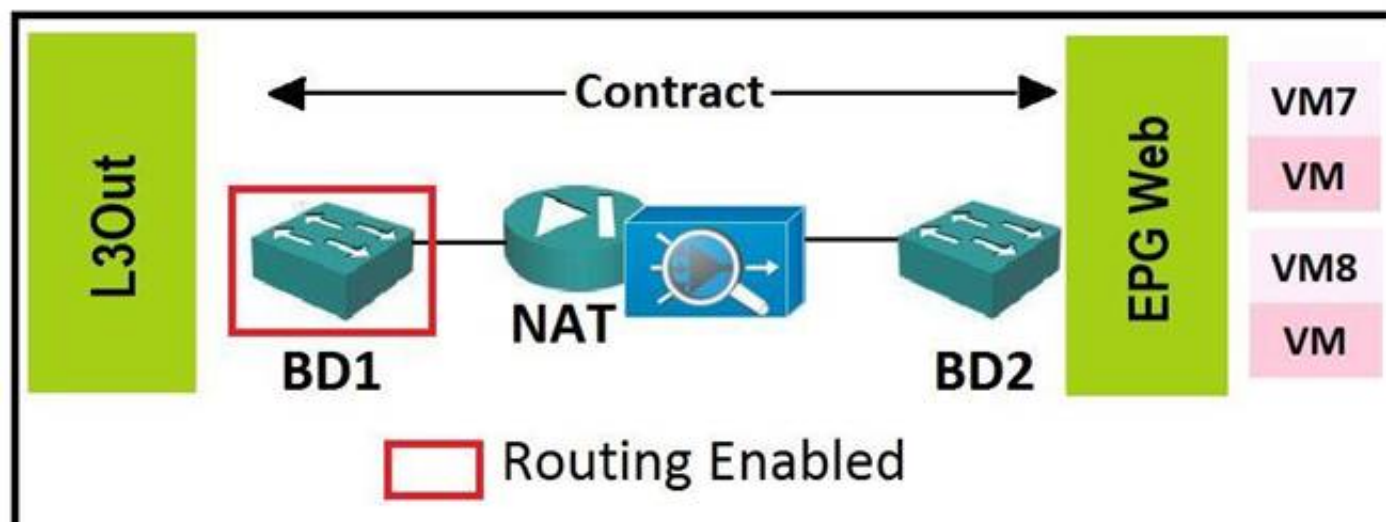 L3Out
Contract
BD1
NAT
BD2
EPG Web
VM7
VM
VM8
VM
Routing Enabled